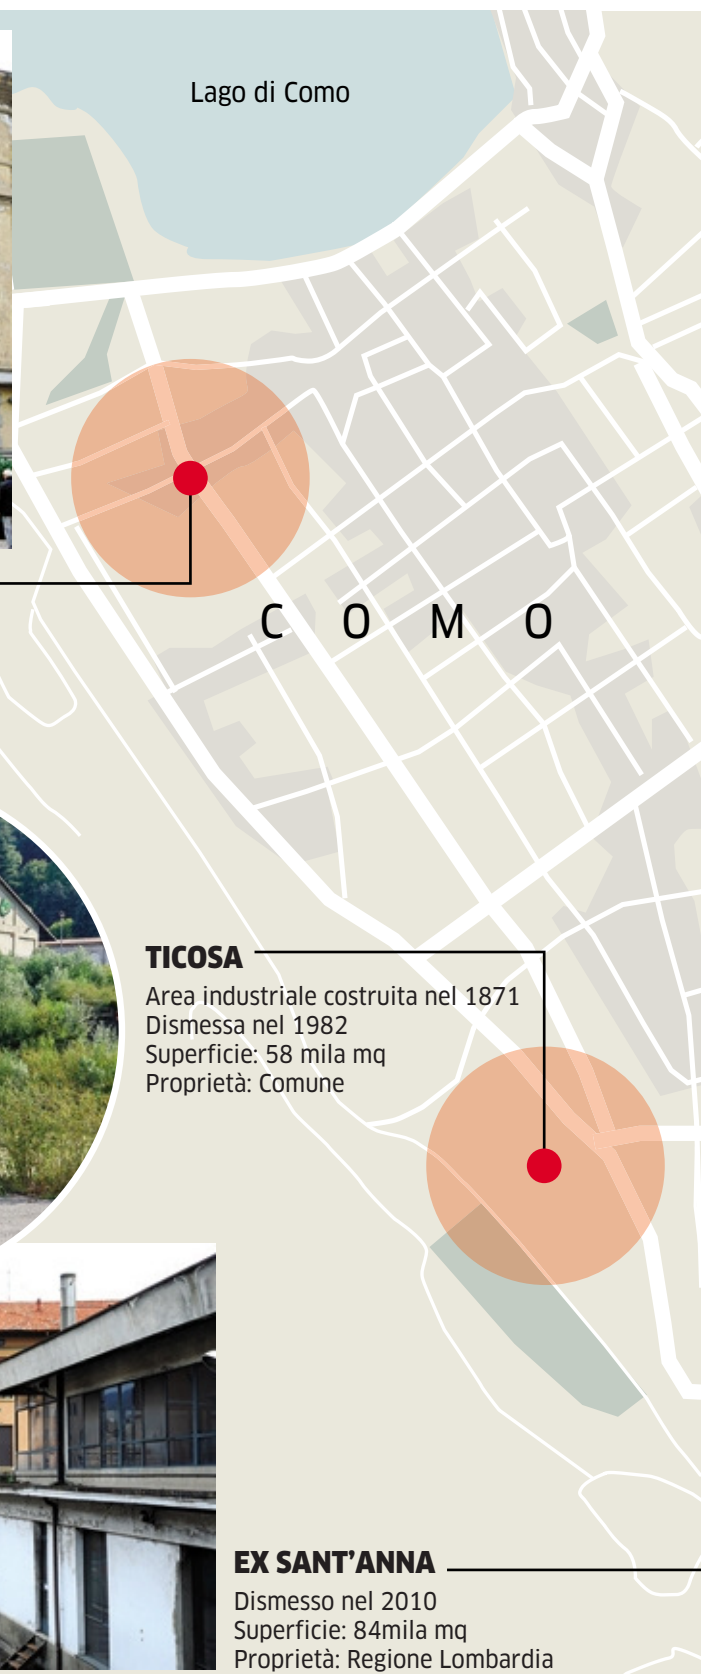 Lago di Como
COMO
TICOSA
Area industriale costruita nel 1871
Dismessa nel 1982
Superficie: 58 mila mq
Proprietà: Comune
EX SANT’ANNA
Dismesso nel 2010
Superficie: 84mila mq
Proprietà: Regione Lombardia